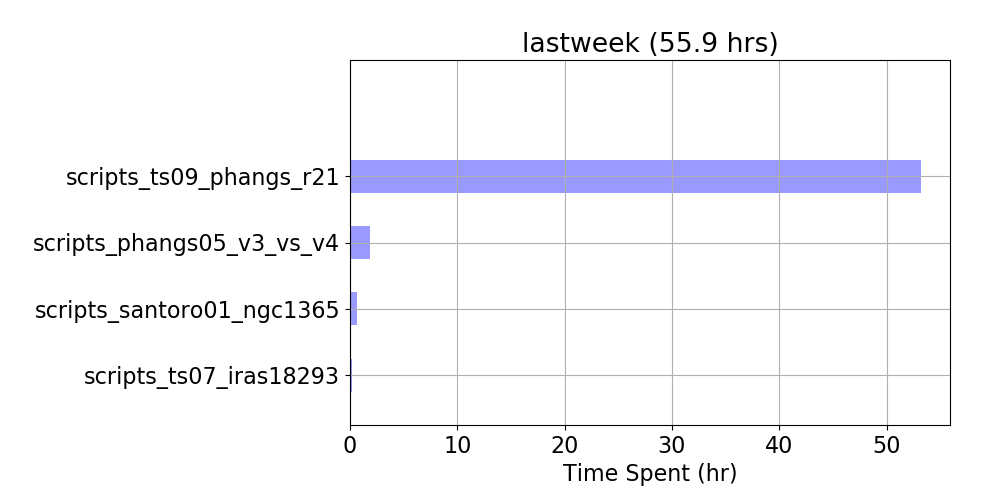 lastweek (55.9 hrs)
scripts_ts09_phangs_r21
scripts_phangs05_v3_vs_v4
scripts_santoro01_ngc1365
scripts_ts07_iras18293
0 10 20 30 40 50
Time Spent (hr)